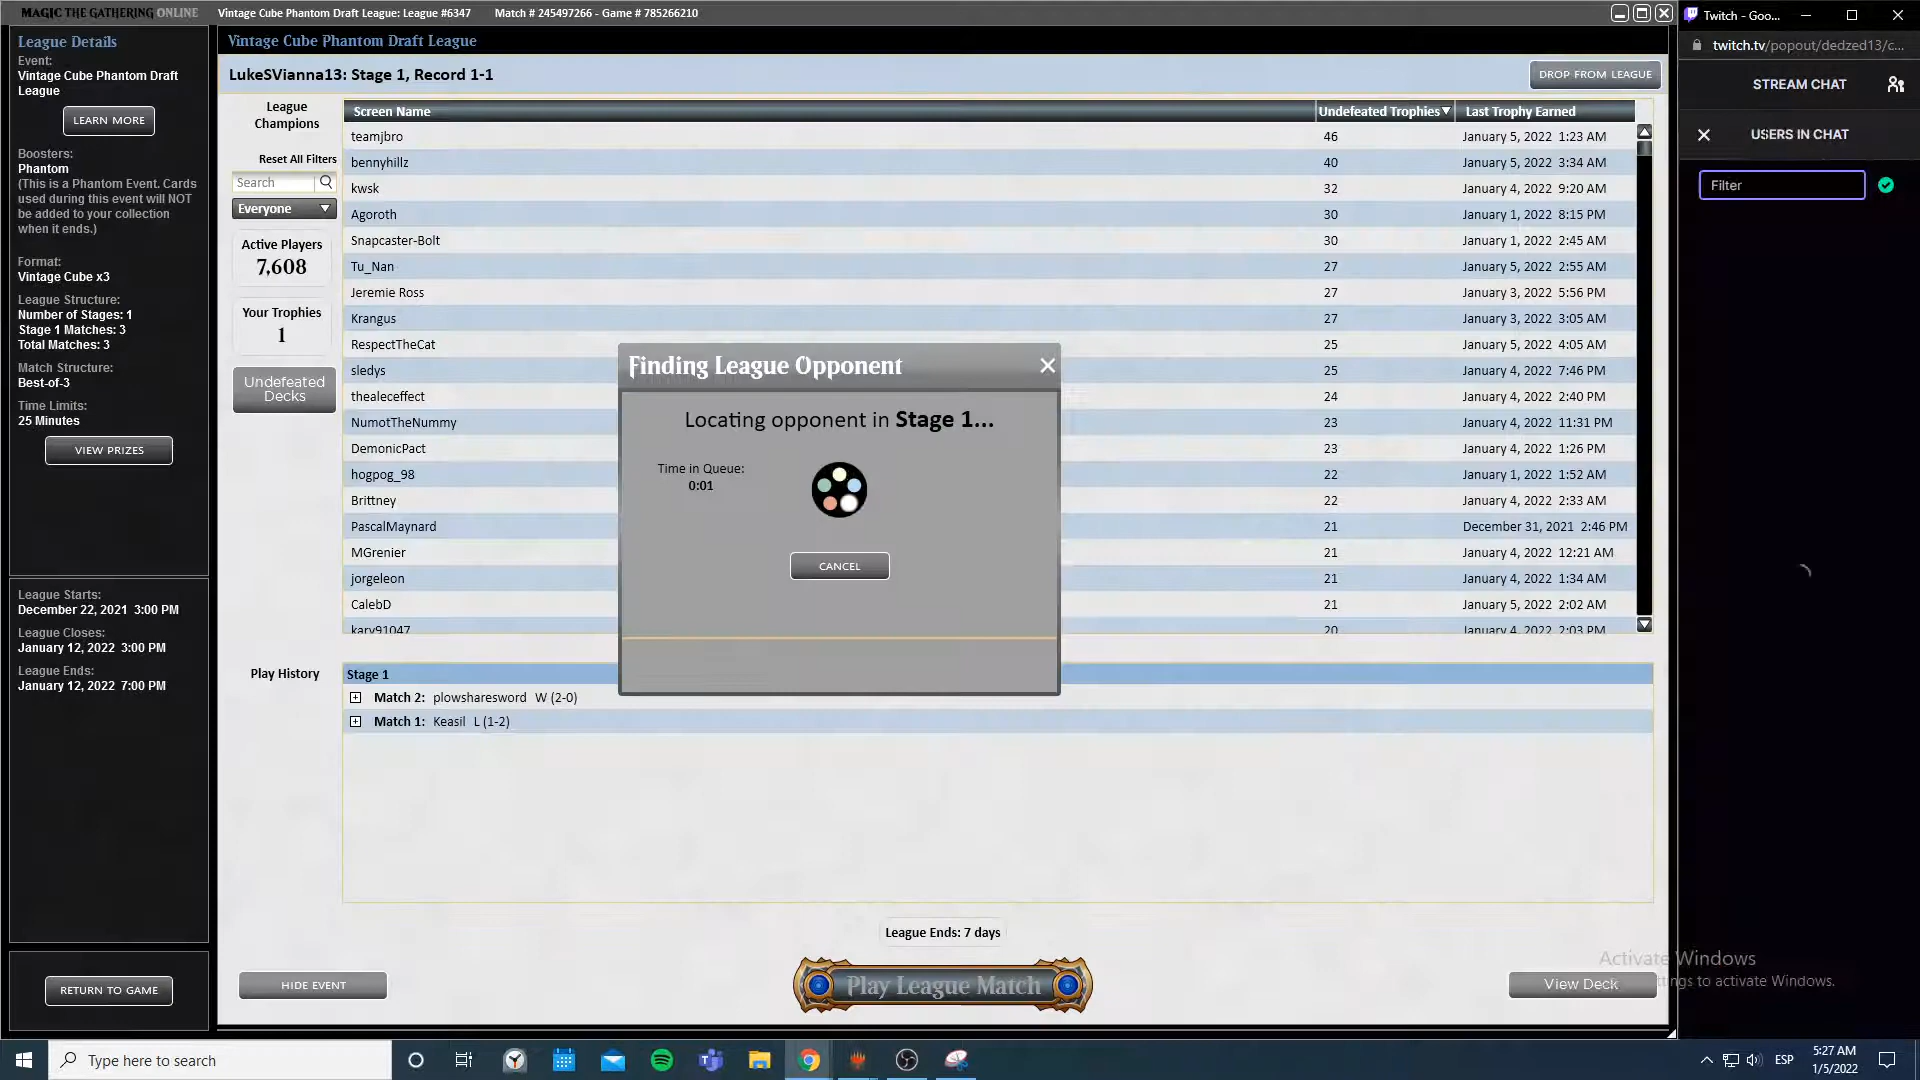 MAGIC THE GATHERING ONLINE
Vintage Cube Phantom Draft League: League #6347
Match # 245497266 - Game # 785266210
Twitch - Goo...
twitch.tv/popout/dedzed13/c...
STREAM CHAT
USERS IN CHAT
Filter
League Details
Event:
Vintage Cube Phantom Draft
League
LEARN MORE
Boosters:
Phantom
(This is a Phantom Event. Cards
used during this event will NOT
be added to your collection
when it ends.)
Format:
Vintage Cube x3
League Structure:
Number of Stages: 1
Stage 1 Matches: 3
Total Matches: 3
Match Structure:
Best-of-3
Time Limits:
25 Minutes
VIEW PRIZES
League Starts:
December 22, 2021 3:00 PM
League Closes:
January 12, 2022 3:00 PM
League Ends:
January 12, 2022 7:00 PM
RETURN TO GAME
Vintage Cube Phantom Draft League
LukeSVianna13: Stage 1, Record 1-1
DROP FROM LEAGUE
League
Champions
Reset All Filters
Search
Everyone
Active Players
7,608
Your Trophies
1
Undefeated
Decks
Screen Name Undefeated Trophies Last Trophy Earned
teamjbro 46 January 5, 2022 1:23 AM
bennyhillz 40 January 5, 2022 3:34 AM
kwsk 32 January 4, 2022 9:20 AM
Agoroth 30 January 1, 2022 8:15 PM
Snapcaster-Bolt 30 January 1, 2022 2:45 AM
Tu_Nan 27 January 5, 2022 2:55 AM
Jeremie Ross 27 January 3, 2022 5:56 PM
Krangus 27 January 3, 2022 3:05 AM
RespectTheCat 25 January 5, 2022 4:05 AM
sledys 25 January 4, 2022 7:46 PM
thealeceffect 24 January 4, 2022 2:40 PM
NumotTheNummy 23 January 4, 2022 11:31 PM
DemonicPact 23 January 4, 2022 1:26 PM
hogpog_98 22 January 1, 2022 1:52 AM
Brittney 22 January 4, 2022 2:33 AM
PascalMaynard 21 December 31, 2021 2:46 PM
MGrenier 21 January 4, 2022 12:21 AM
jorgeleon 21 January 4, 2022 1:34 AM
CalebD 21 January 5, 2022 2:02 AM
kary91047 20 January 4, 2022 2:03 PM
Finding League Opponent
Locating opponent in Stage 1...
Time in Queue:
0:01
CANCEL
Play History
Stage 1
Match 2: plowsharesword W (2-0)
Match 1: Keasil L (1-2)
League Ends: 7 days
HIDE EVENT
Play League Match
View Deck
Activate Windows
ttings to activate Windows.
Type here to search
ESP
5:27 AM
1/5/2022